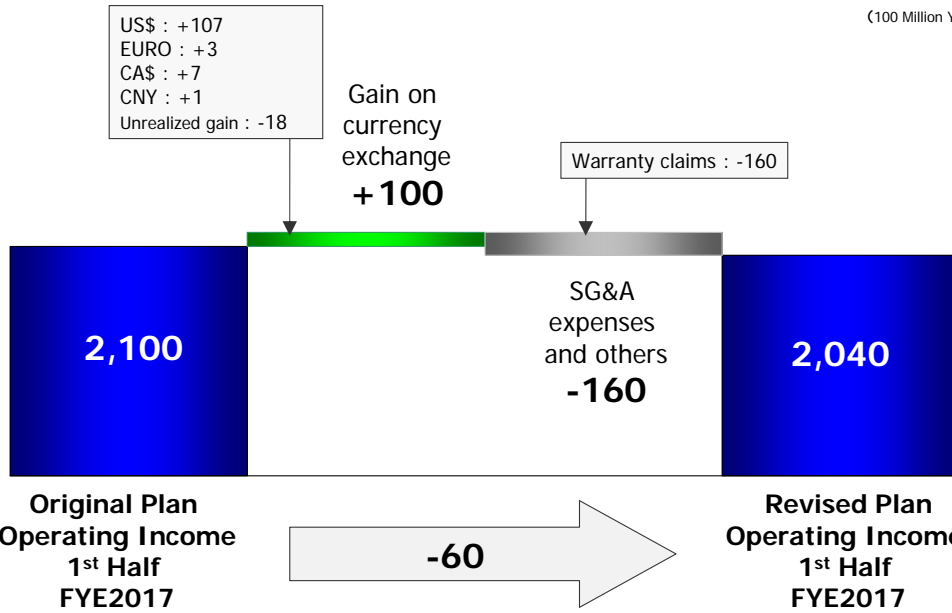 (100 Million Y
US$ : +107
EURO : +3
CA$ : +7
CNY : +1
Unrealized gain : -18
Gain on
currency
exchange
+100
Warranty claims : -160
SG&A
expenses
and others
-160
2,100
2,040
Original Plan
Operating Income
1st Half
FYE2017
-60
Revised Plan
Operating Income
1st Half
FYE2017